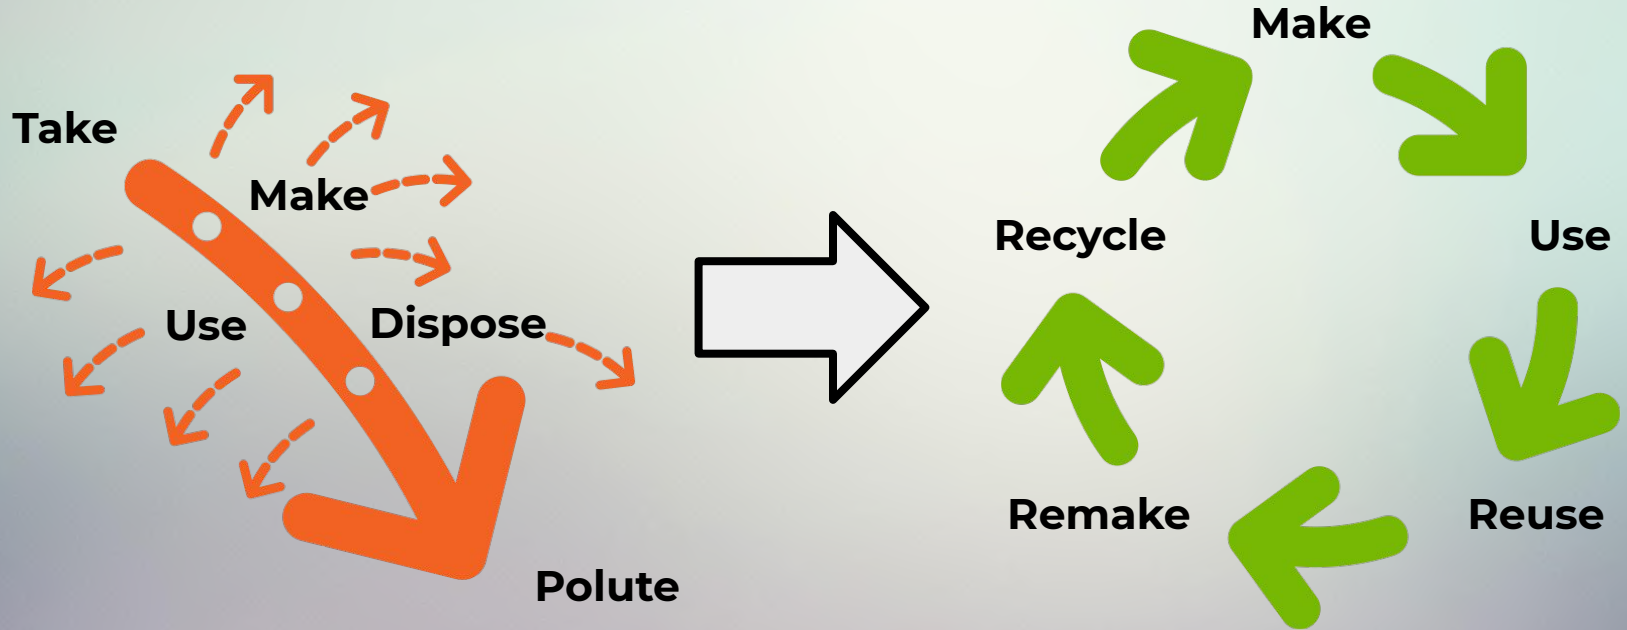 Take
Make
Use
Dispose
Polute
Make
Use
Reuse
Remake
Recycle